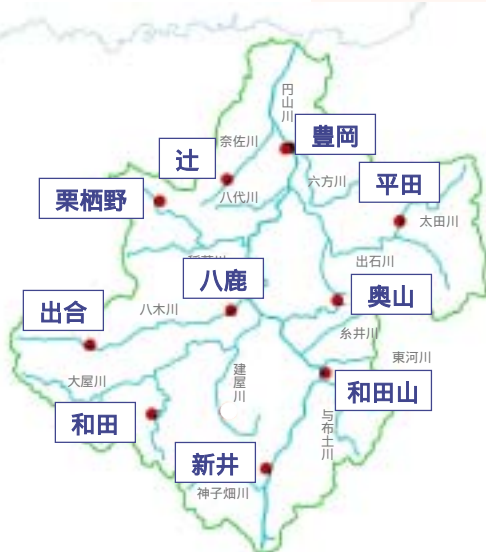 円山川
奈佐川
豊岡
辻
六方川
平田
栗栖野
八代川
太田川
出石川
八鹿
奥山
出合
八木川
糸井川
東河川
大屋川
建屋川
和田山
和田
与布土川
新井
神子畑川